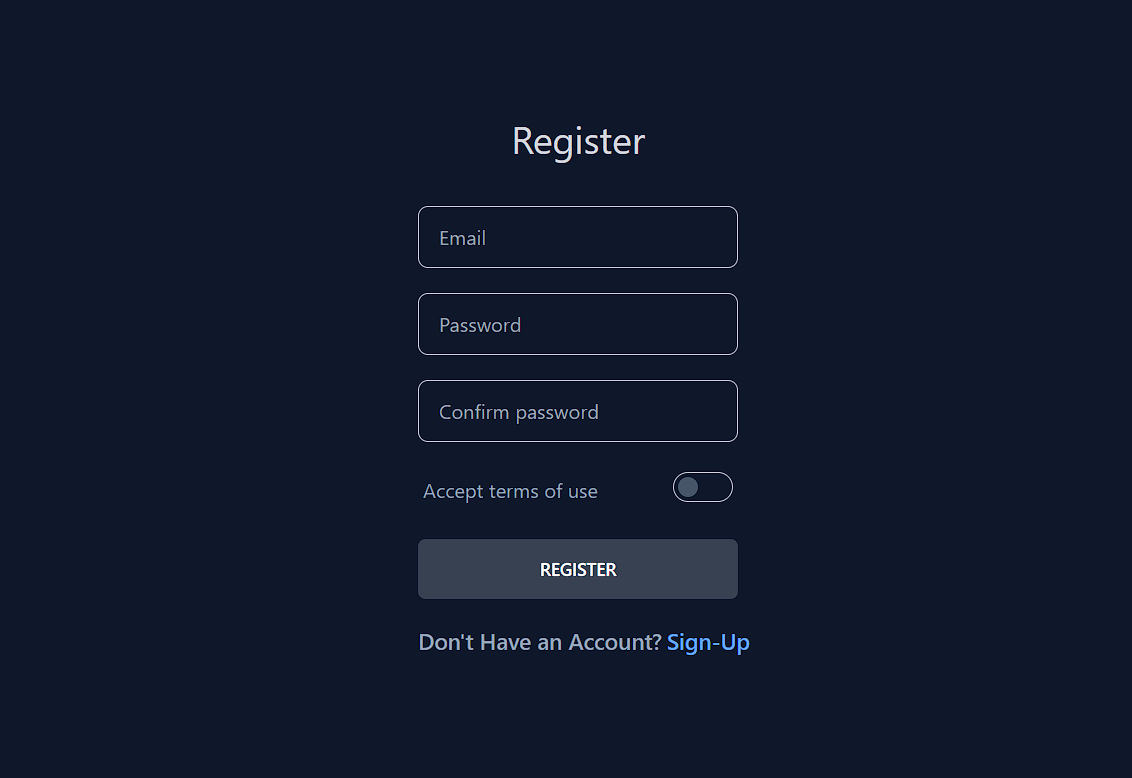 Register
Email
Password
Confirm password
Accept terms of use
REGISTER
Don't Have an Account? Sign-Up